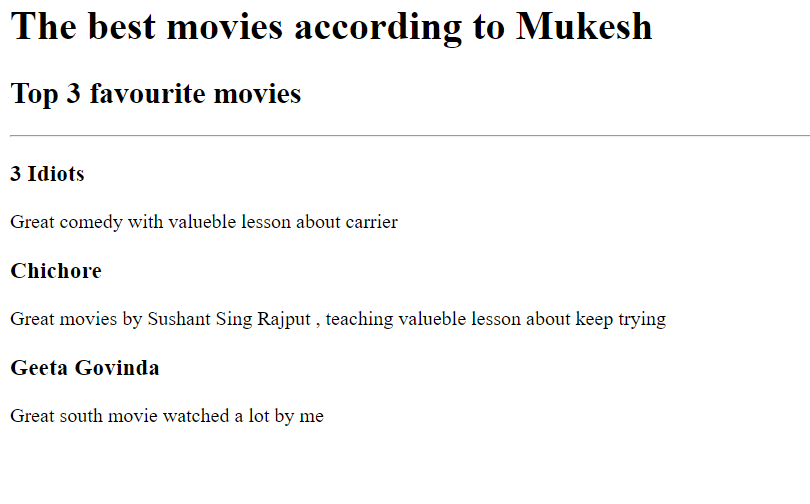 The best movies according to Mukesh
Top 3 favourite movies
3 Idiots
Great comedy with valueble lesson about carrier
Chichore
Great movies by Sushant Sing Rajput , teaching valueble lesson about keep trying
Geeta Govinda
Great south movie watched a lot by me